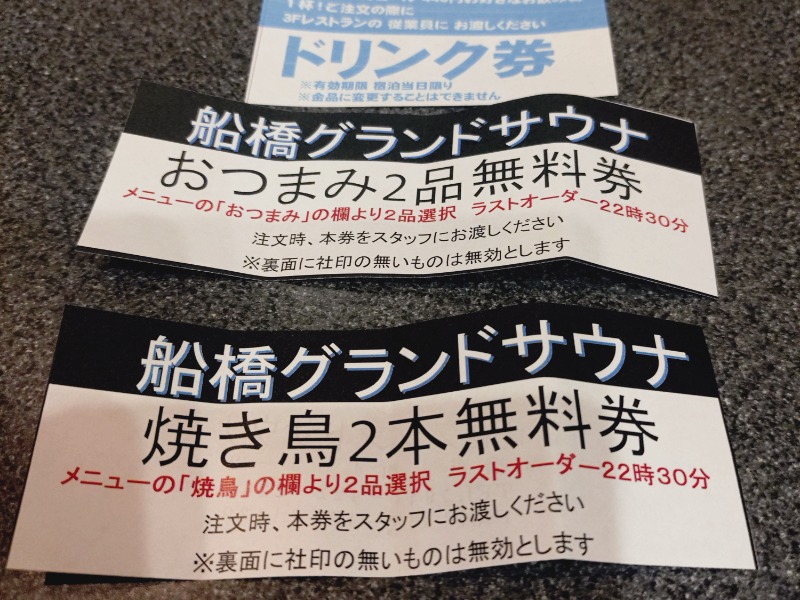 1杯!ご注文の際に
3Fレストランの 従業員に お渡しください
ドリンク券
※有効期限 宿泊当日限り
※金品に変更することはできません
船橋グランドサウナ
おつまみ2品無料券
メニューの「おつまみ」の欄より2品選択 ラストオーダー22時30分
注文時、本券をスタッフにお渡しください
※裏面に社印の無いものは無効とします
船橋グランドサウナ
焼き鳥2本無料券
メニューの「焼鳥」の欄より2品選択 ラストオーダー22時30分
注文時、本券をスタッフにお渡しください
※裏面に社印の無いものは無効とします